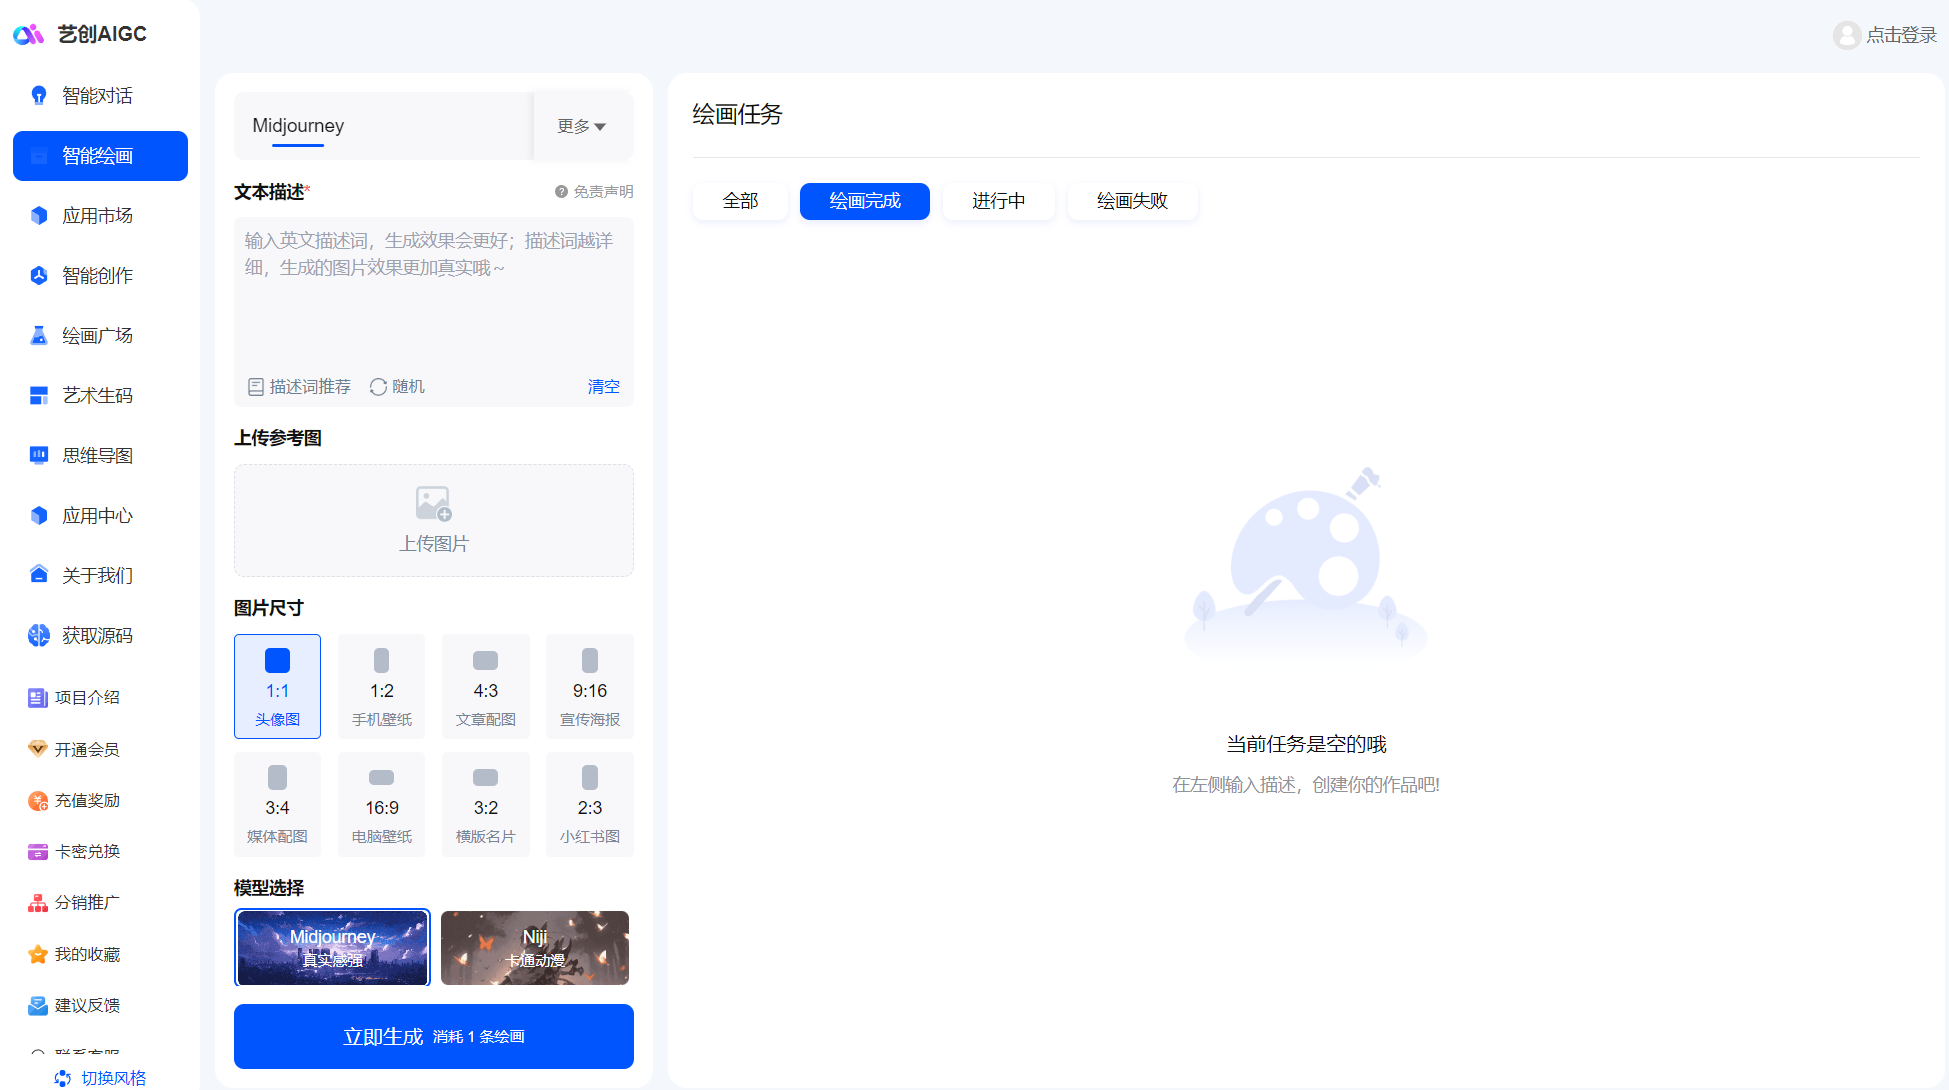 艺创AIGC
点击登录
智能对话
智能绘画
应用市场
智能创作
绘画广场
艺术生码
思维导图
应用中心
关于我们
获取源码
项目介绍
开通会员
充值奖励
卡密兑换
分销推广
我的收藏
建议反馈
联系客服
切换风格
Midjourney
更多
文本描述*
免责声明
输入英文描述词，生成效果会更好；描述词越详
细，生成的图片效果更加真实哦～
描述词推荐
随机
清空
上传参考图
上传图片
图片尺寸
1:1
头像图
1:2
手机壁纸
4:3
文章配图
9:16
宣传海报
3:4
媒体配图
16:9
电脑壁纸
3:2
横版名片
2:3
小红书图
模型选择
Midjourney
真实感强
Niji
卡通动漫
立即生成 消耗 1 条绘画
绘画任务
全部
绘画完成
进行中
绘画失败
当前任务是空的哦
在左侧输入描述，创建你的作品吧!